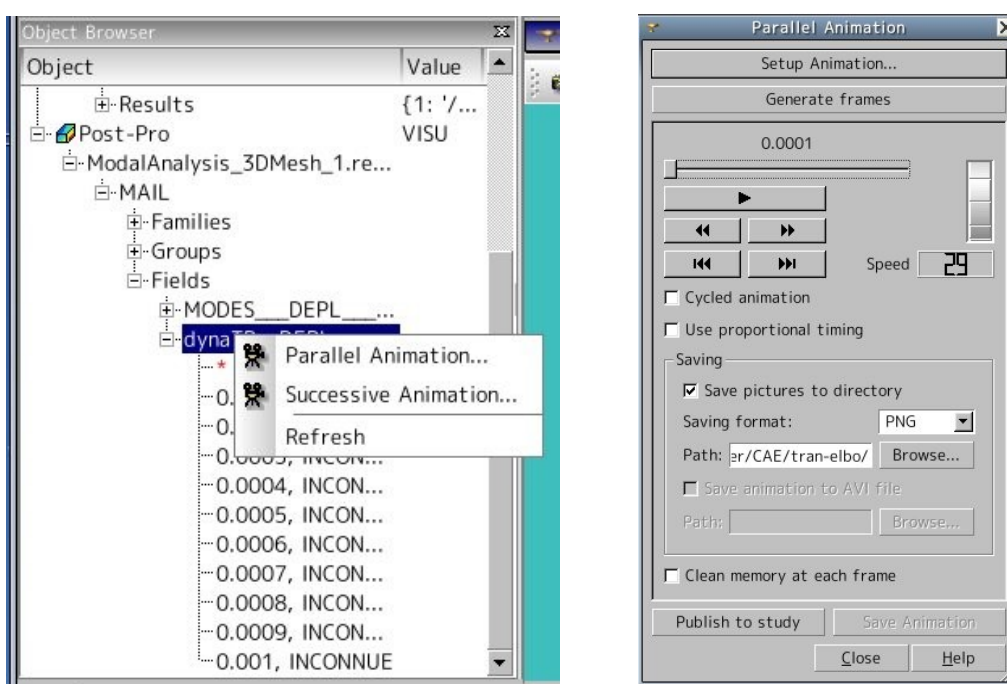 Object Browser
Object Value
Results {1: '/...
Post-Pro VISU
ModalAnalysis_3DMesh_1.re...
MAIL
Families
Groups
Fields
MODES___DEPL___...
dyna
Parallel Animation...
*
Successive Animation...
0.
0.
Refresh
0.0004, INCON...
0.0005, INCON...
0.0006, INCON...
0.0007, INCON...
0.0008, INCON...
0.0009, INCON...
0.001, INCONNUE
Parallel Animation
Setup Animation...
Generate frames
0.0001
Speed 29
Cycled animation
Use proportional timing
Saving
Save pictures to directory
Saving format: PNG
Path: er/CAE/tran-elbo/ Browse...
Save animation to AVI file
Path: Browse...
Clean memory at each frame
Publish to study Save Animation
Close Help